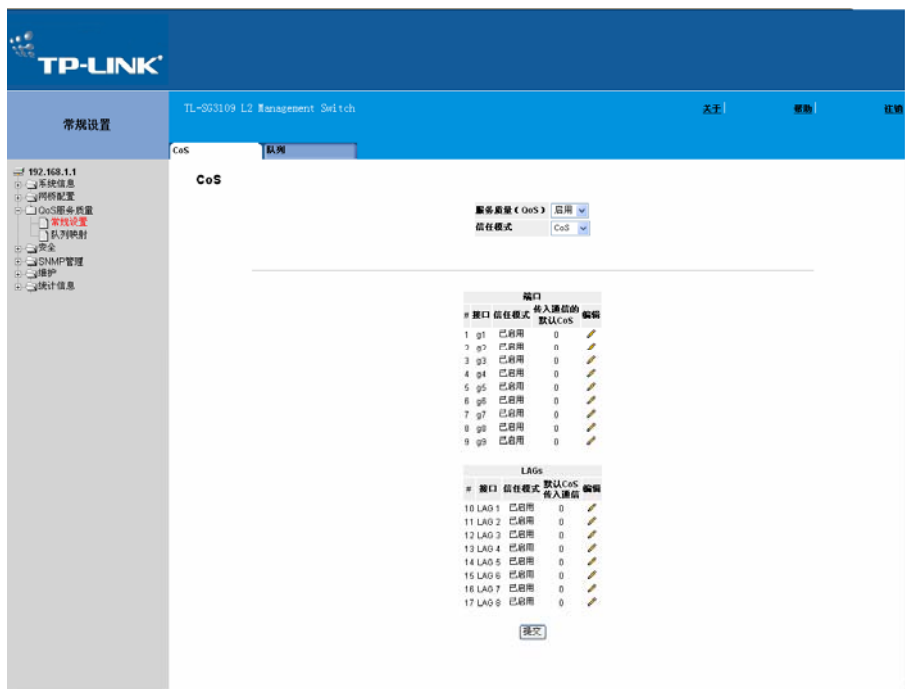 TP-LINK
常规设置
TL-SG3109 L2 Management Switch
关于
帮助
注销
CoS
队列
192.168.1.1
系统信息
网桥配置
QoS服务质量
常规设置
队列映射
安全
SNMP管理
维护
统计信息
CoS
服务质量(QoS) 启用
信任模式 CoS
端口
# 接口 信任模式 传入通信的默认CoS 编辑
1 g1 已启用 0
2 g2 已启用 0
3 g3 已启用 0
4 g4 已启用 0
5 g5 已启用 0
6 g6 已启用 0
7 g7 已启用 0
8 g8 已启用 0
9 g9 已启用 0
LAGs
# 接口 信任模式 默认CoS传入通信 编辑
10 LAG 1 已启用 0
11 LAG 2 已启用 0
12 LAG 3 已启用 0
13 LAG 4 已启用 0
14 LAG 5 已启用 0
15 LAG 6 已启用 0
16 LAG 7 已启用 0
17 LAG 8 已启用 0
提交